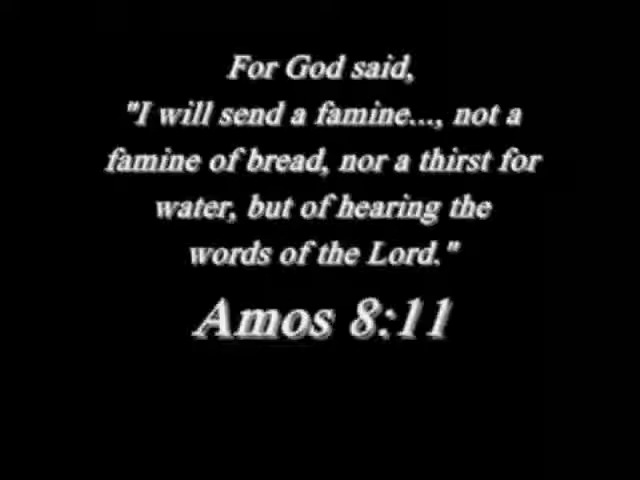 For God said,
"I will send a famine..., not a
famine of bread, nor a thirst for
water, but of hearing the
words of the Lord."
Amos 8:11